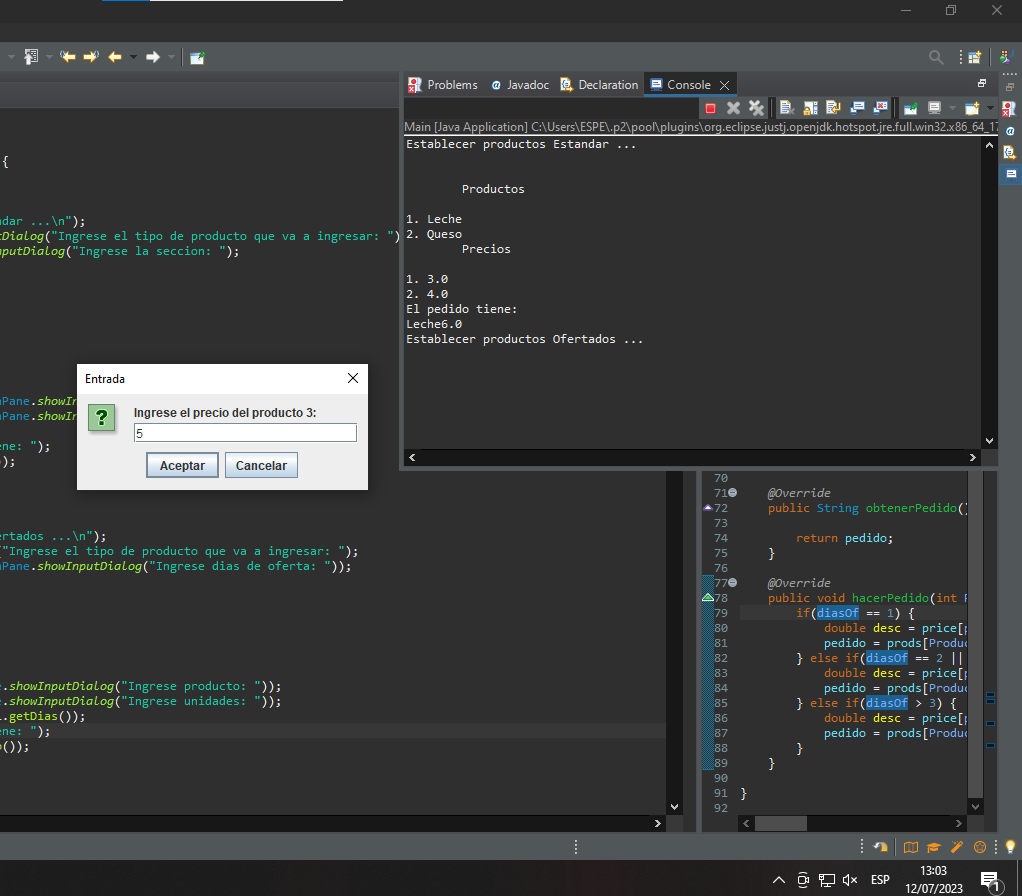 Problems
Javadoc
Declaration
Console
Main [Java Application] C:\Users\ESPE\.p2\pool\plugins\org.eclipse.justj.openjdk.hotspot.jre.full.win32.x86_64_17
Establecer productos Estandar ...
Productos
1. Leche
2. Queso
Precios
1. 3.0
2. 4.0
El pedido tiene:
Leche6.0
Establecer productos Ofertados ...
{
dar ...\n");
tDialog("Ingrese el tipo de producto que va a ingresar: ")
putDialog("Ingrese la seccion: ");
Pane.showIn
Pane.showIn
ne: ");
);
Entrada
Ingrese el precio del producto 3:
5
Aceptar
Cancelar
ertados ...\n");
("Ingrese el tipo de producto que va a ingresar: ");
Pane.showInputDialog("Ingrese dias de oferta: "));
.showInputDialog("Ingrese producto: "));
.showInputDialog("Ingrese unidades: "));
.getDias());
ene: ");
());
70
71 @Override
72 public String obtenerPedido()
73
74 return pedido;
75 }
76
77 @Override
78 public void hacerPedido(int P
79 if(diasOf == 1) {
80 double desc = price[p
81 pedido = prods[Produc
82 } else if(diasOf == 2 ||
83 double desc = price[p
84 pedido = prods[Produc
85 } else if(diasOf > 3) {
86 double desc = price[p
87 pedido = prods[Produc
88 }
89 }
90
91 }
92
ESP
13:03
12/07/2023
1